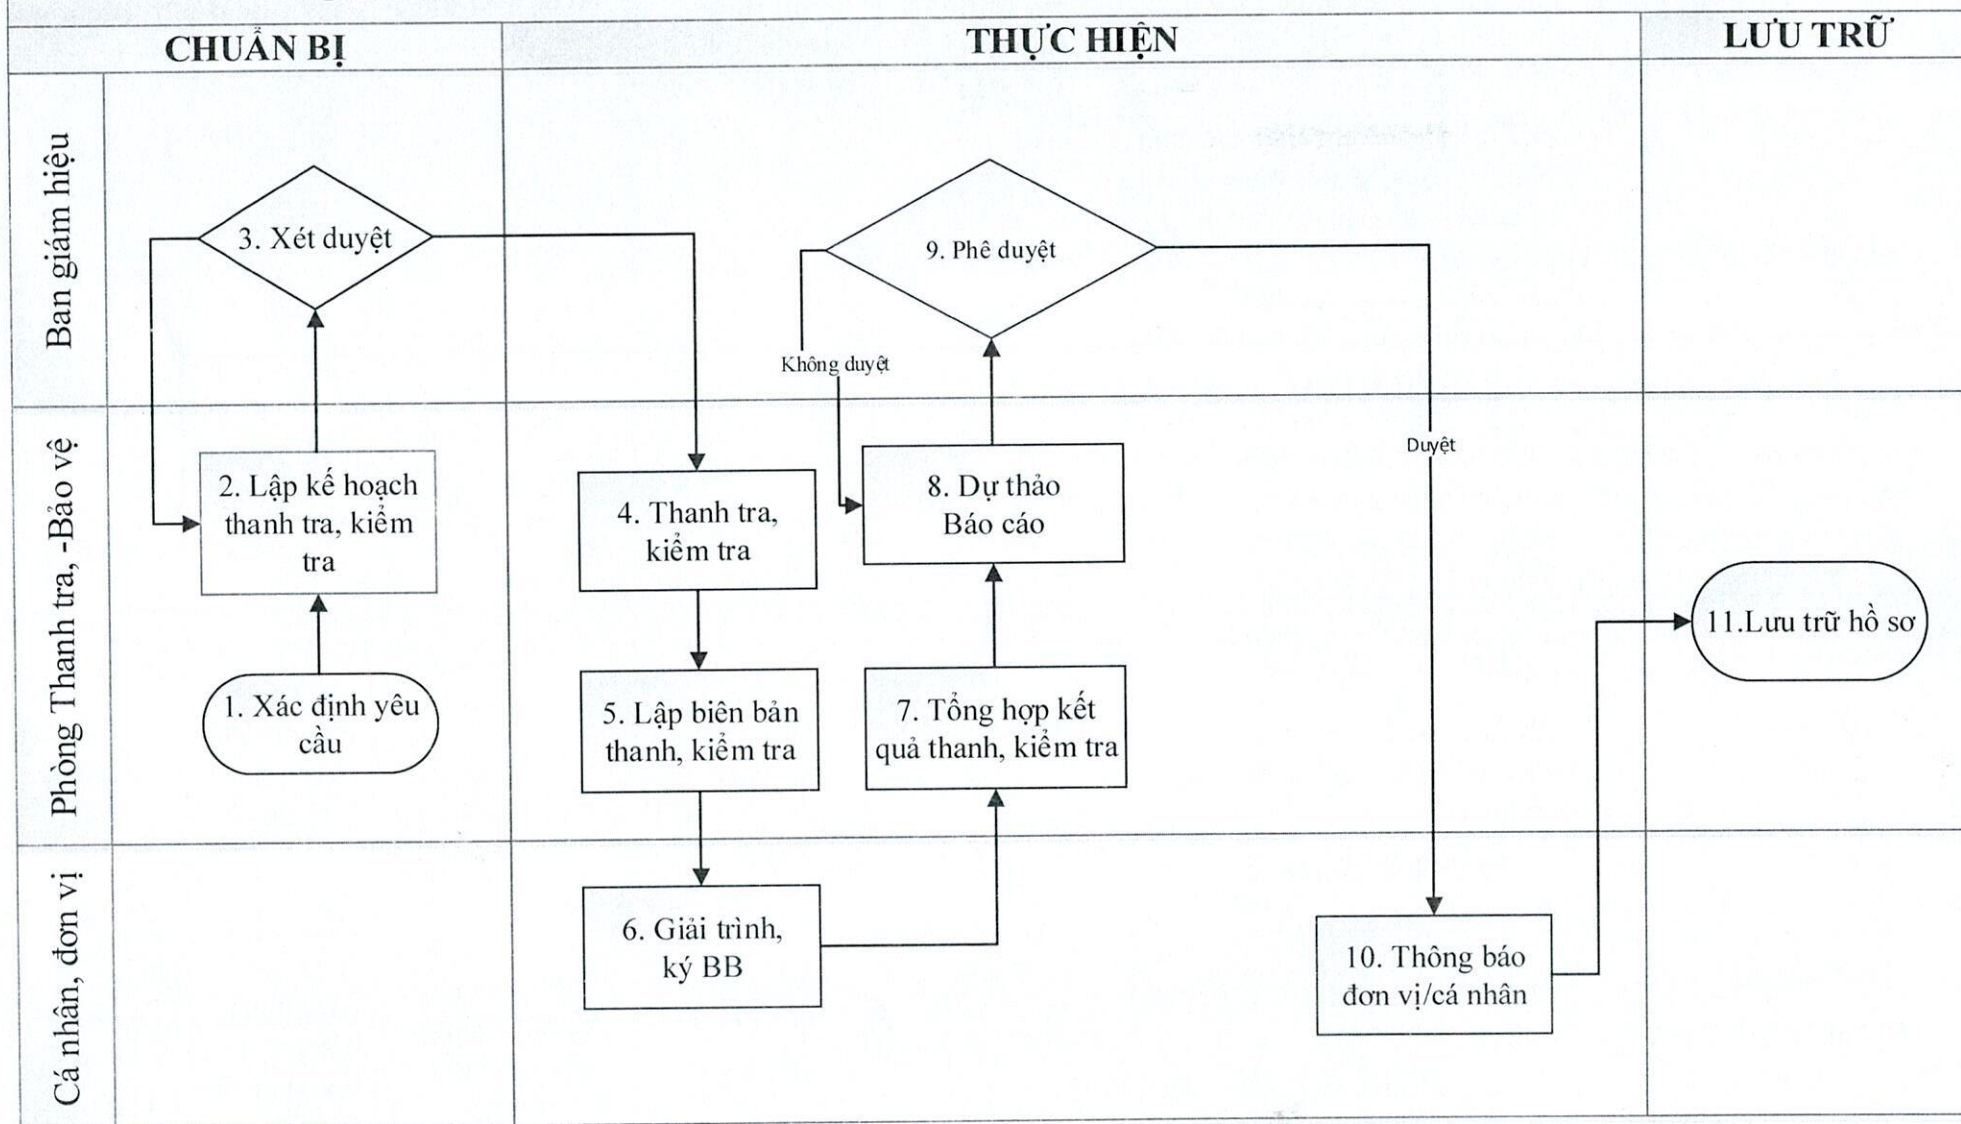 CHUẨN BỊ
THỰC HIỆN
LƯU TRỮ
Ban giám hiệu
3. Xét duyệt
9. Phê duyệt
Không duyệt
Phòng Thanh tra, -Bảo vệ
Duyệt
2. Lập kế hoạch
thanh tra, kiểm
tra
4. Thanh tra,
kiểm tra
8. Dự thảo
Báo cáo
11.Lưu trữ hồ sơ
1. Xác định yêu
cầu
5. Lập biên bản
thanh, kiểm tra
7. Tổng hợp kết
quả thanh, kiểm tra
Cá nhân, đơn vị
6. Giải trình,
ký BB
10. Thông báo
đơn vị/cá nhân